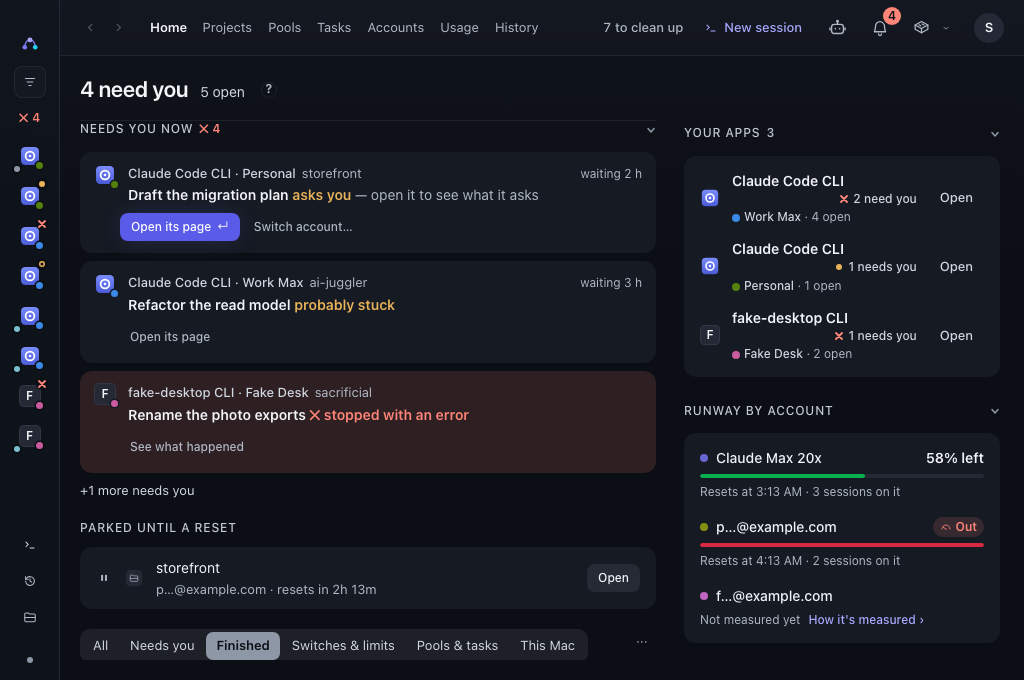 Home Projects Pools Tasks Accounts Usage History 7 to clean up New session 4 S
4 need you 5 open ?
4
NEEDS YOU NOW 4
Claude Code CLI · Personal storefront waiting 2 h
Draft the migration plan asks you — open it to see what it asks
Open its page ↵ Switch account...
Claude Code CLI · Work Max ai-juggler waiting 3 h
Refactor the read model probably stuck
Open its page
F fake-desktop CLI · Fake Desk sacrificial
Rename the photo exports stopped with an error
See what happened
+1 more needs you
PARKED UNTIL A RESET
storefront
p...@example.com · resets in 2h 13m
Open
All Needs you Finished Switches & limits Pools & tasks This Mac ...
F
F
YOUR APPS 3
Claude Code CLI
2 need you Open
Work Max · 4 open
Claude Code CLI
1 needs you Open
Personal · 1 open
fake-desktop CLI
F 1 needs you Open
Fake Desk · 2 open
RUNWAY BY ACCOUNT
Claude Max 20x 58% left
Resets at 3:13 AM · 3 sessions on it
p...@example.com Out
Resets at 4:13 AM · 2 sessions on it
f...@example.com
Not measured yet How it's measured ›